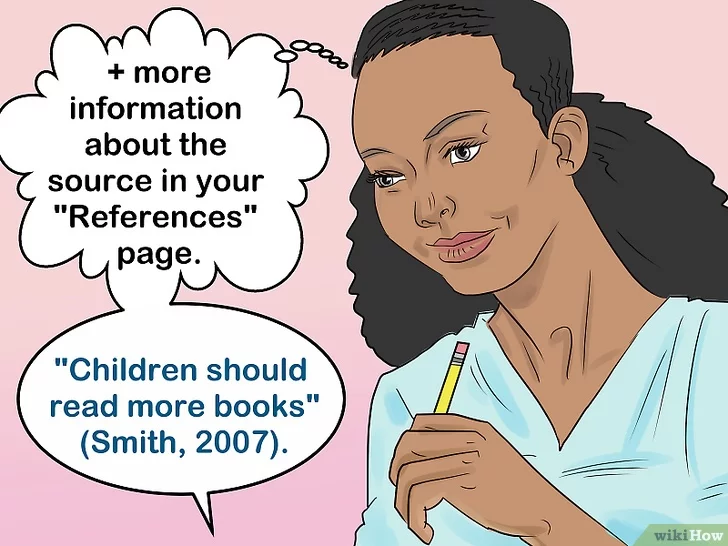 + more
information
about the
source in your
"References"
page.
"Children should
read more books"
(Smith, 2007).
wikiHow